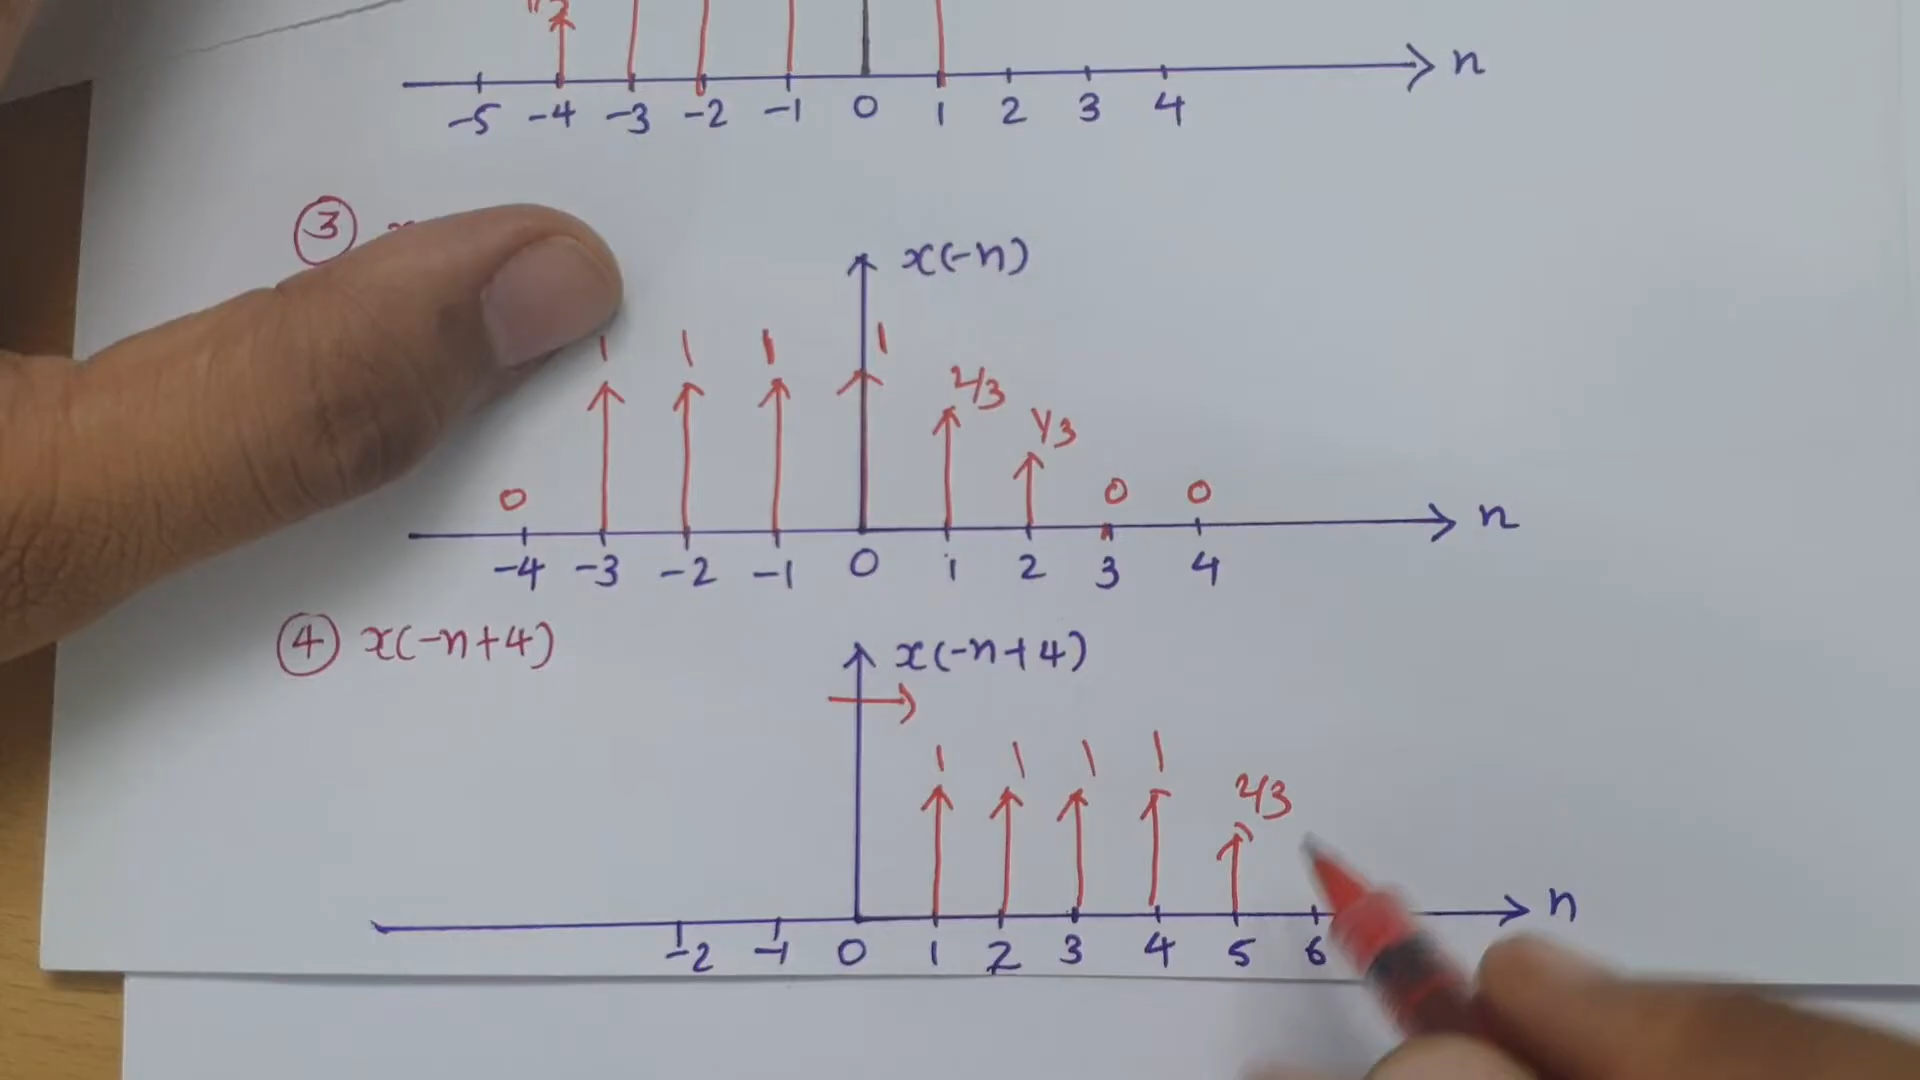 n
-5 -4 -3 -2 -1 0 1 2 3 4
3
x(-n)
1 1 1 1
2/3
1/3
0 0 0
n
-4 -3 -2 -1 0 1 2 3 4
4 x(-n+4)
x(-n+4)
1 1 1 1
2/3
n
-2 -1 0 1 2 3 4 5 6